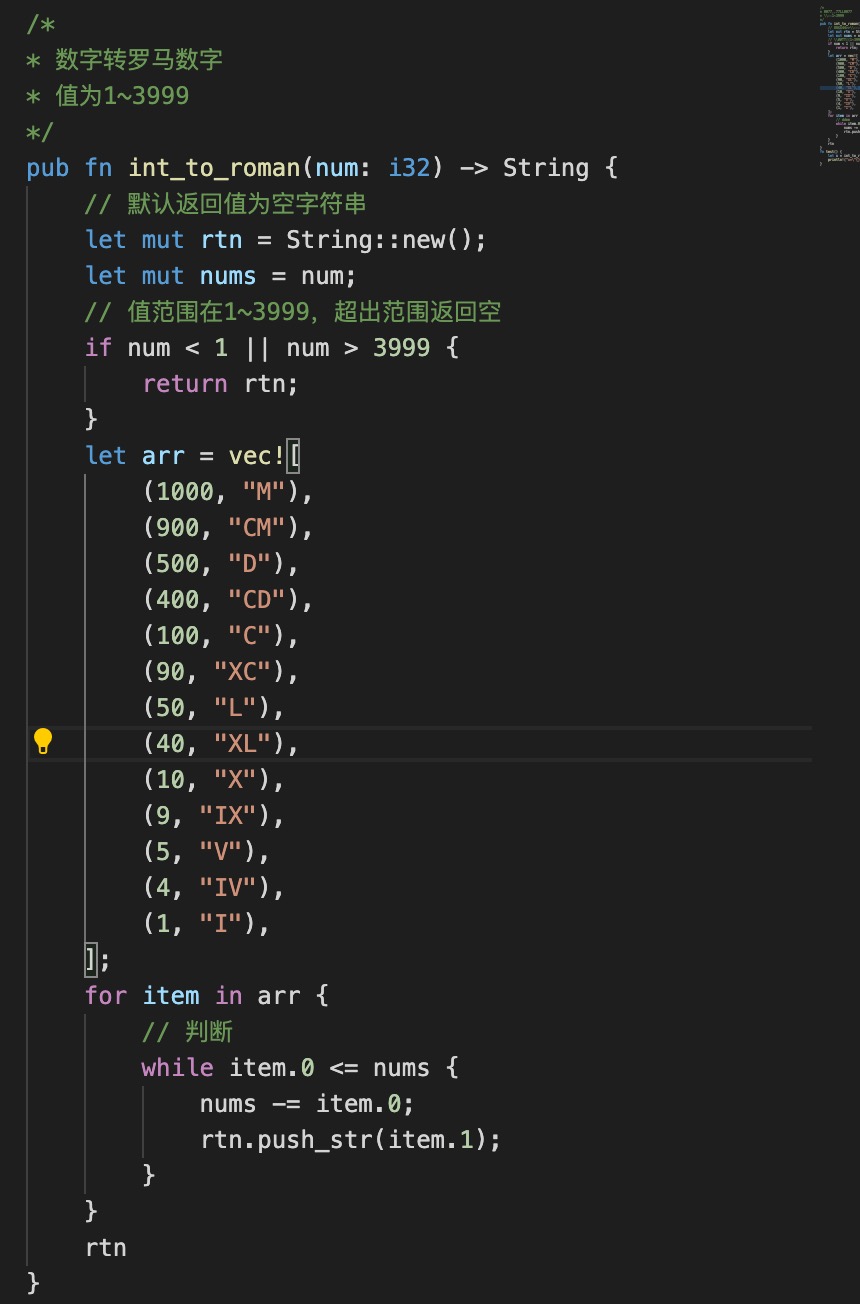 /*
* 数字转罗马数字
* 值为1~3999
*/
pub fn int_to_roman(num: i32) -> String {
    // 默认返回值为空字符串
    let mut rtn = String::new();
    let mut nums = num;
    // 值范围在1~3999，超出范围返回空
    if num < 1 || num > 3999 {
        return rtn;
    }
    let arr = vec![
        (1000, "M"),
        (900, "CM"),
        (500, "D"),
        (400, "CD"),
        (100, "C"),
        (90, "XC"),
        (50, "L"),
        (40, "XL"),
        (10, "X"),
        (9, "IX"),
        (5, "V"),
        (4, "IV"),
        (1, "I"),
    ];
    for item in arr {
        // 判断
        while item.0 <= nums {
            nums -= item.0;
            rtn.push_str(item.1);
        }
    }
    rtn
}